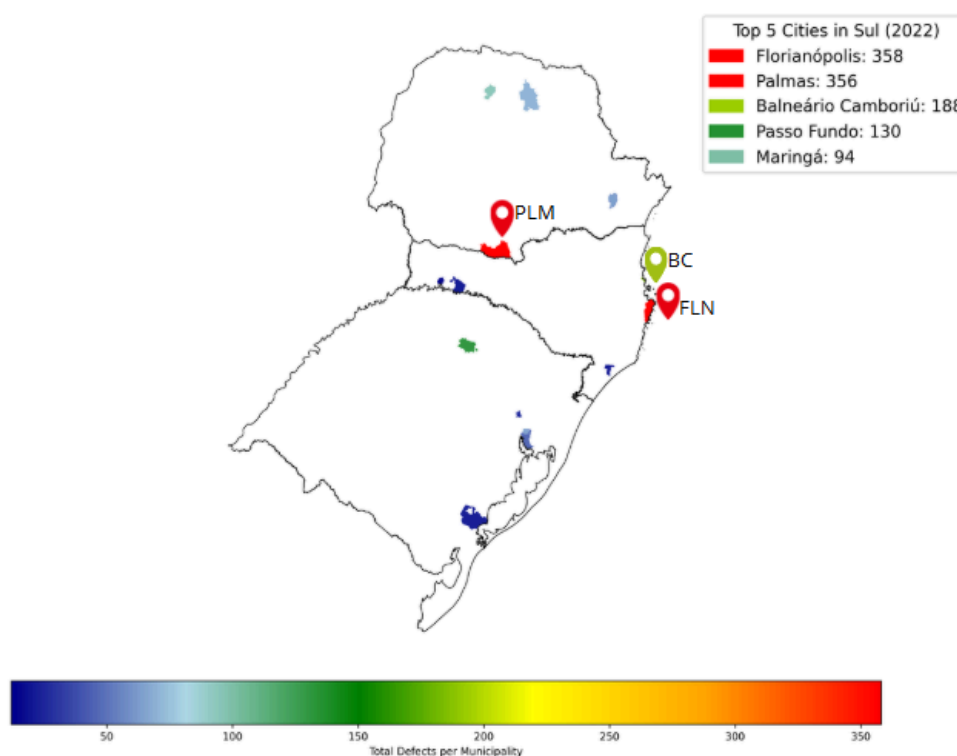 Top 5 Cities in Sul (2022)
Florianópolis: 358
Palmas: 356
Balneário Camboriú: 188
Passo Fundo: 130
Maringá: 94
PLM
BC
FLN
50 100 150 200 250 300 350
Total Defects per Municipality